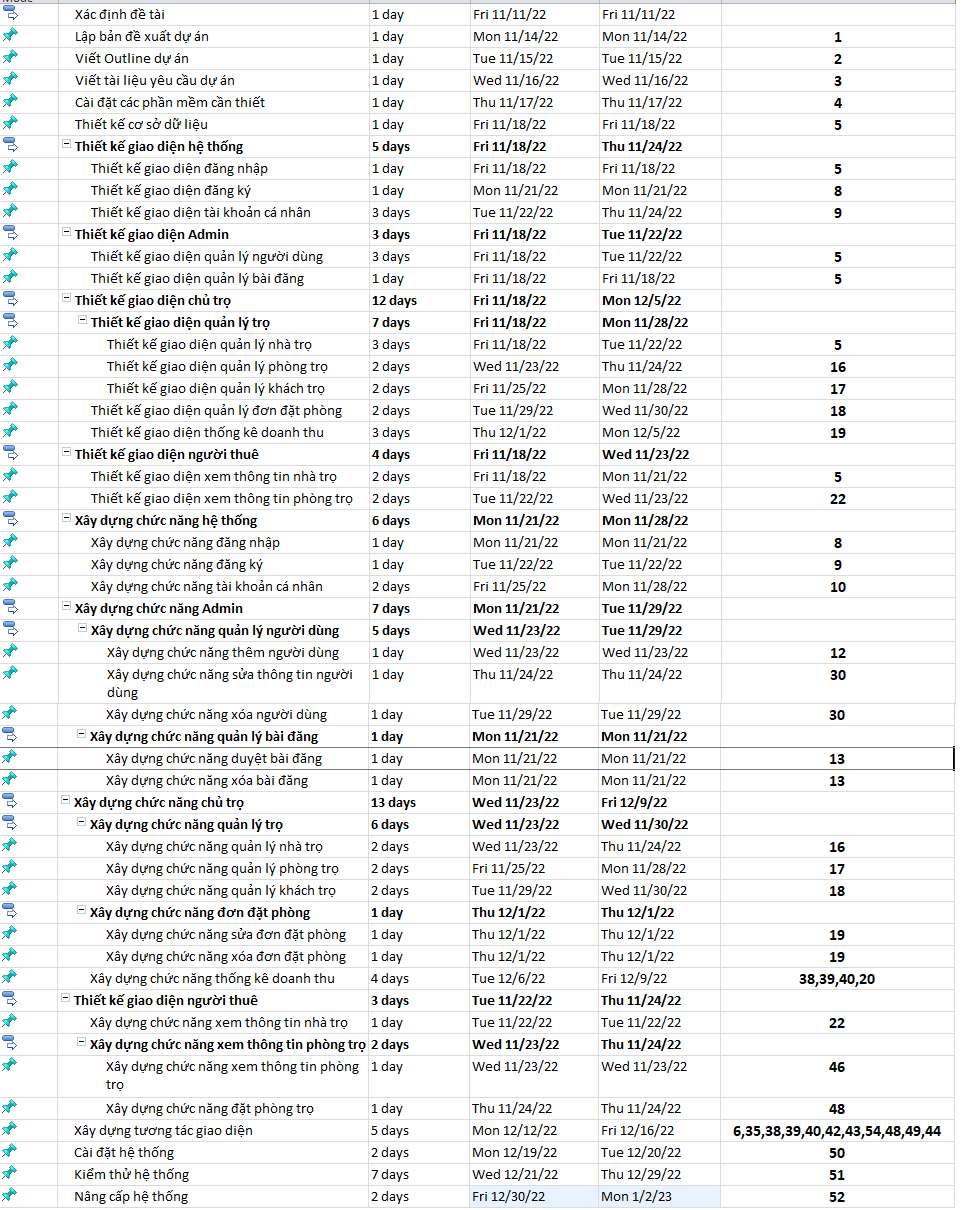 Xác định đề tài 1 day Fri 11/11/22 Fri 11/11/22
Lập bản đề xuất dự án 1 day Mon 11/14/22 Mon 11/14/22 1
Viết Outline dự án 1 day Tue 11/15/22 Tue 11/15/22 2
Viết tài liệu yêu cầu dự án 1 day Wed 11/16/22 Wed 11/16/22 3
Cài đặt các phần mềm cần thiết 1 day Thu 11/17/22 Thu 11/17/22 4
Thiết kế cơ sở dữ liệu 1 day Fri 11/18/22 Fri 11/18/22 5
Thiết kế giao diện hệ thống 5 days Fri 11/18/22 Thu 11/24/22
Thiết kế giao diện đăng nhập 1 day Fri 11/18/22 Fri 11/18/22 5
Thiết kế giao diện đăng ký 1 day Mon 11/21/22 Mon 11/21/22 8
Thiết kế giao diện tài khoản cá nhân 3 days Tue 11/22/22 Thu 11/24/22 9
Thiết kế giao diện Admin 3 days Fri 11/18/22 Tue 11/22/22
Thiết kế giao diện quản lý người dùng 3 days Fri 11/18/22 Tue 11/22/22 5
Thiết kế giao diện quản lý bài đăng 1 day Fri 11/18/22 Fri 11/18/22 5
Thiết kế giao diện chủ trọ 12 days Fri 11/18/22 Mon 12/5/22
Thiết kế giao diện quản lý trọ 7 days Fri 11/18/22 Mon 11/28/22
Thiết kế giao diện quản lý nhà trọ 3 days Fri 11/18/22 Tue 11/22/22 5
Thiết kế giao diện quản lý phòng trọ 2 days Wed 11/23/22 Thu 11/24/22 16
Thiết kế giao diện quản lý khách trọ 2 days Fri 11/25/22 Mon 11/28/22 17
Thiết kế giao diện quản lý đơn đặt phòng 2 days Tue 11/29/22 Wed 11/30/22 18
Thiết kế giao diện thống kê doanh thu 3 days Thu 12/1/22 Mon 12/5/22 19
Thiết kế giao diện người thuê 4 days Fri 11/18/22 Wed 11/23/22
Thiết kế giao diện xem thông tin nhà trọ 2 days Fri 11/18/22 Mon 11/21/22 5
Thiết kế giao diện xem thông tin phòng trọ 2 days Tue 11/22/22 Wed 11/23/22 22
Xây dựng chức năng hệ thống 6 days Mon 11/21/22 Mon 11/28/22
Xây dựng chức năng đăng nhập 1 day Mon 11/21/22 Mon 11/21/22 8
Xây dựng chức năng đăng ký 1 day Tue 11/22/22 Tue 11/22/22 9
Xây dựng chức năng tài khoản cá nhân 2 days Fri 11/25/22 Mon 11/28/22 10
Xây dựng chức năng Admin 7 days Mon 11/21/22 Tue 11/29/22
Xây dựng chức năng quản lý người dùng 5 days Wed 11/23/22 Tue 11/29/22
Xây dựng chức năng thêm người dùng 1 day Wed 11/23/22 Wed 11/23/22 12
Xây dựng chức năng sửa thông tin người 1 day Thu 11/24/22 Thu 11/24/22 30
dùng
Xây dựng chức năng xóa người dùng 1 day Tue 11/29/22 Tue 11/29/22 30
Xây dựng chức năng quản lý bài đăng 1 day Mon 11/21/22 Mon 11/21/22
Xây dựng chức năng duyệt bài đăng 1 day Mon 11/21/22 Mon 11/21/22 13
Xây dựng chức năng xóa bài đăng 1 day Mon 11/21/22 Mon 11/21/22 13
Xây dựng chức năng chủ trọ 13 days Wed 11/23/22 Fri 12/9/22
Xây dựng chức năng quản lý trọ 6 days Wed 11/23/22 Wed 11/30/22
Xây dựng chức năng quản lý nhà trọ 2 days Wed 11/23/22 Thu 11/24/22 16
Xây dựng chức năng quản lý phòng trọ 2 days Fri 11/25/22 Mon 11/28/22 17
Xây dựng chức năng quản lý khách trọ 2 days Tue 11/29/22 Wed 11/30/22 18
Xây dựng chức năng đơn đặt phòng 1 day Thu 12/1/22 Thu 12/1/22
Xây dựng chức năng sửa đơn đặt phòng 1 day Thu 12/1/22 Thu 12/1/22 19
Xây dựng chức năng xóa đơn đặt phòng 1 day Thu 12/1/22 Thu 12/1/22 19
Xây dựng chức năng thống kê doanh thu 4 days Tue 12/6/22 Fri 12/9/22 38,39,40,20
Thiết kế giao diện người thuê 3 days Tue 11/22/22 Thu 11/24/22
Xây dựng chức năng xem thông tin nhà trọ 1 day Tue 11/22/22 Tue 11/22/22 22
Xây dựng chức năng xem thông tin phòng trọ 2 days Wed 11/23/22 Thu 11/24/22
Xây dựng chức năng xem thông tin phòng 1 day Wed 11/23/22 Wed 11/23/22 46
trọ
Xây dựng chức năng đặt phòng trọ 1 day Thu 11/24/22 Thu 11/24/22 48
Xây dựng tương tác giao diện 5 days Mon 12/12/22 Fri 12/16/22 6,35,38,39,40,42,43,54,48,49,44
Cài đặt hệ thống 2 days Mon 12/19/22 Tue 12/20/22 50
Kiểm thử hệ thống 7 days Wed 12/21/22 Thu 12/29/22 51
Nâng cấp hệ thống 2 days Fri 12/30/22 Mon 1/2/23 52